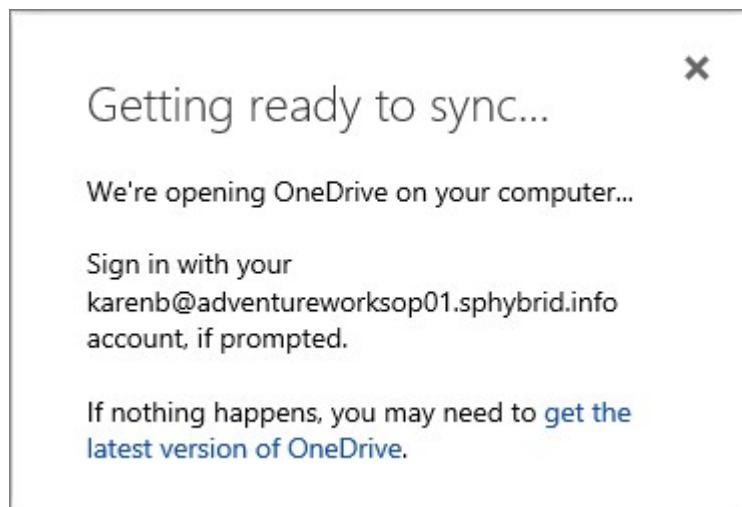 Getting ready to sync...
We're opening OneDrive on your computer...
Sign in with your
karenb@adventureworksop01.sphybrid.info
account, if prompted.
If nothing happens, you may need to get the
latest version of OneDrive.